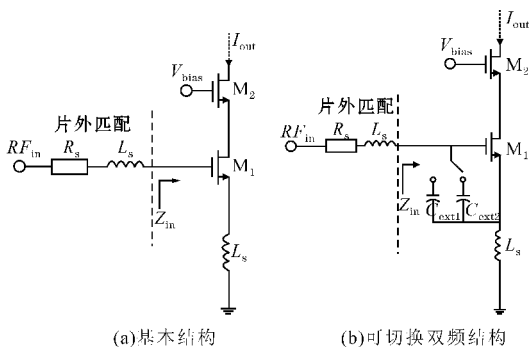 I_out
V_bias
M_2
片外匹配
RF_in
R_s
L_s
M_1
Z_in
L_s
(a)基本结构
I_out
V_bias
M_2
片外匹配
RF_in
R_s
L_s
M_1
Z_in
C_ext1
C_ext2
L_s
(b)可切换双频结构